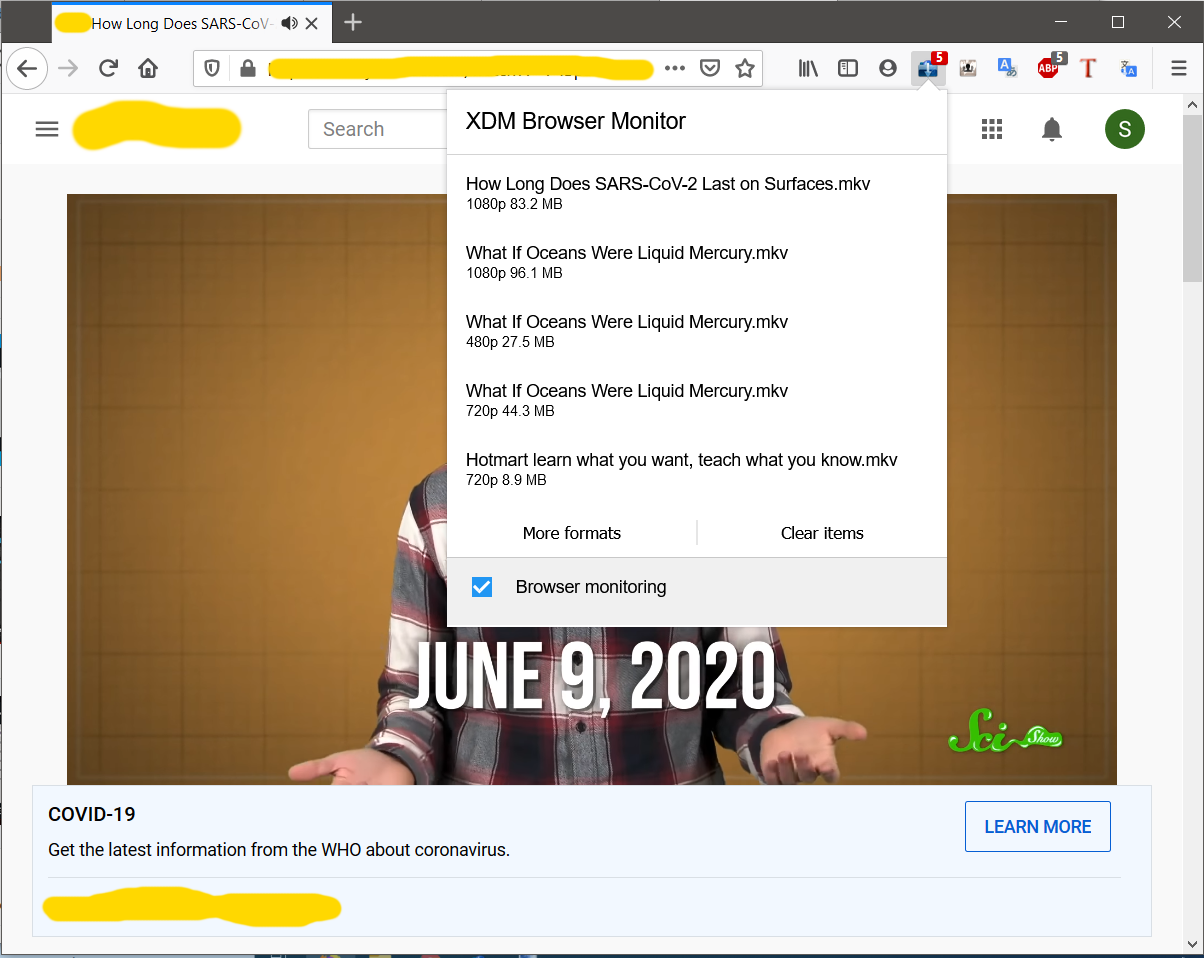 How Long Does SARS-CoV-
5
5
ABP
T
Search
S
XDM Browser Monitor
How Long Does SARS-CoV-2 Last on Surfaces.mkv
1080p 83.2 MB
What If Oceans Were Liquid Mercury.mkv
1080p 96.1 MB
What If Oceans Were Liquid Mercury.mkv
480p 27.5 MB
What If Oceans Were Liquid Mercury.mkv
720p 44.3 MB
Hotmart learn what you want, teach what you know.mkv
720p 8.9 MB
More formats
Clear items
Browser monitoring
JUNE 9, 2020
Sci Show
COVID-19
LEARN MORE
Get the latest information from the WHO about coronavirus.